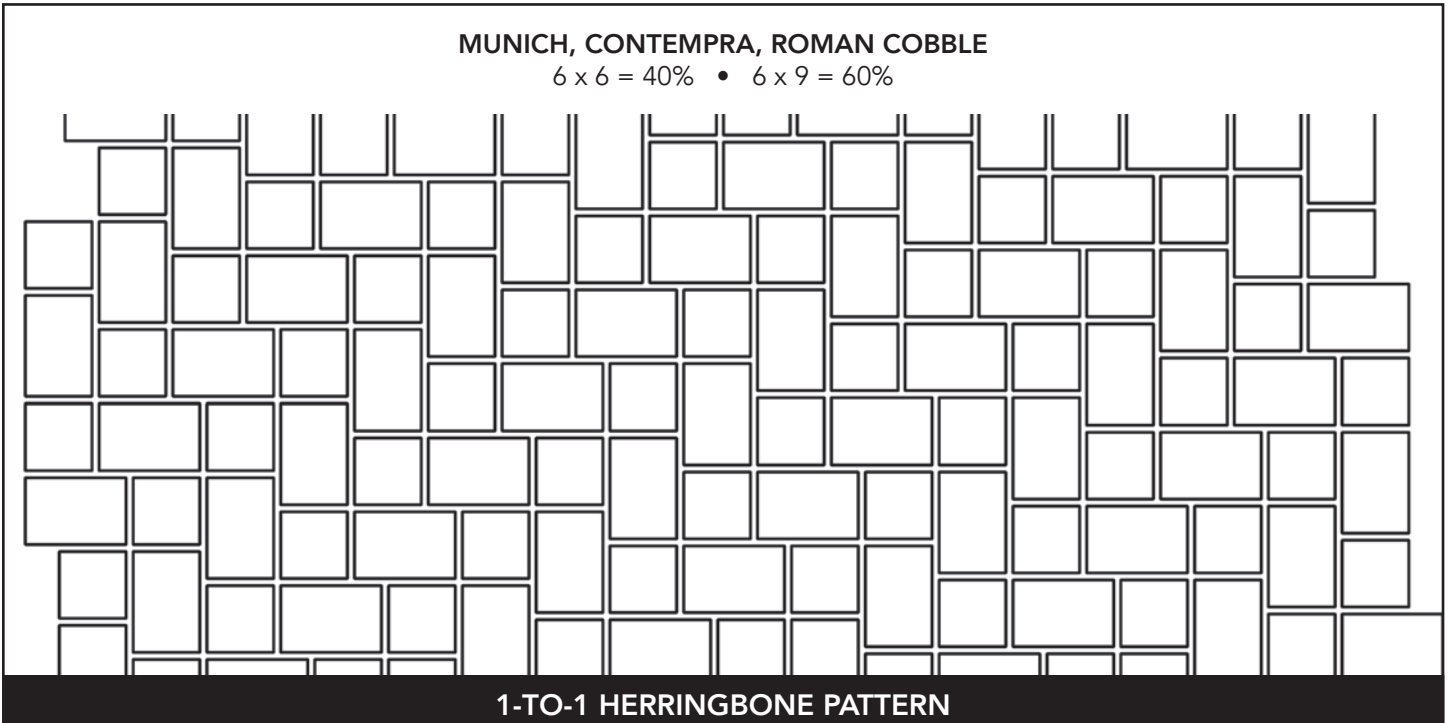 MUNICH, CONTEMPRA, ROMAN COBBLE
6 x 6 = 40% • 6 x 9 = 60%
1-TO-1 HERRINGBONE PATTERN